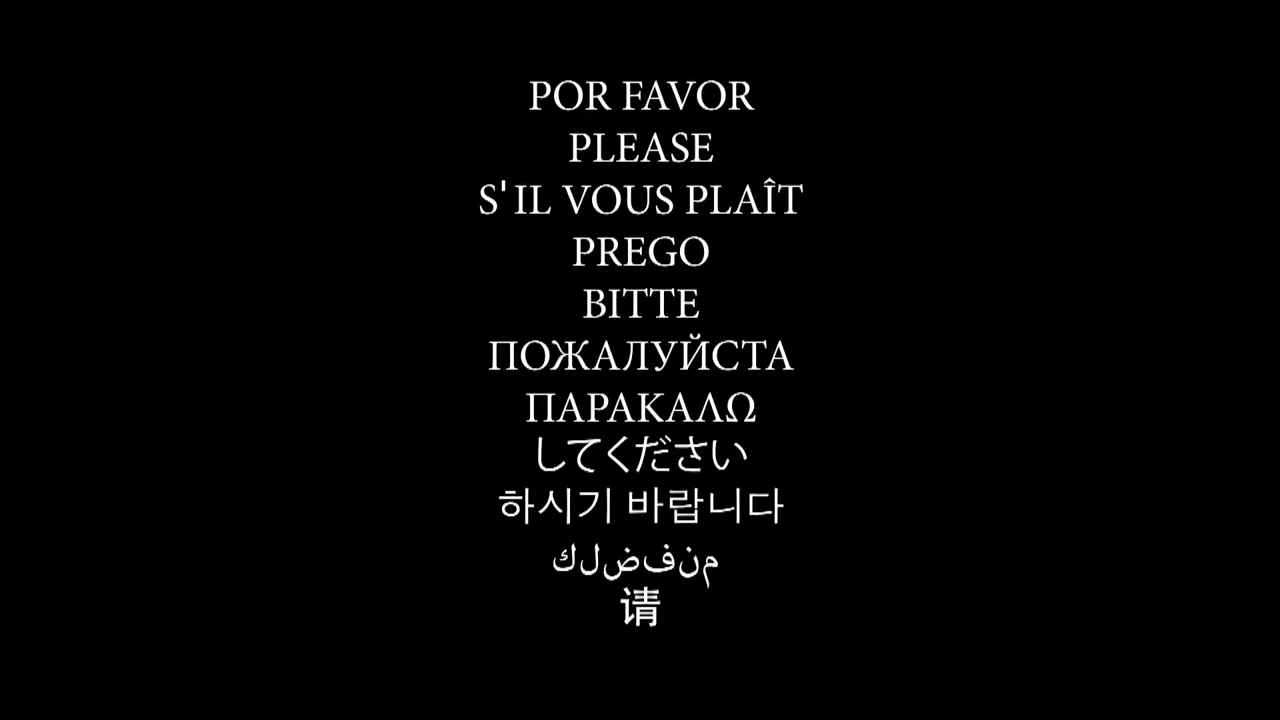 POR FAVOR
PLEASE
S'IL VOUS PLAÎT
PREGO
BITTE
ПОЖАЛУЙСТА
ΠΑΡΑΚΑΛΩ
してください
하시기 바랍니다
منفضلك
请